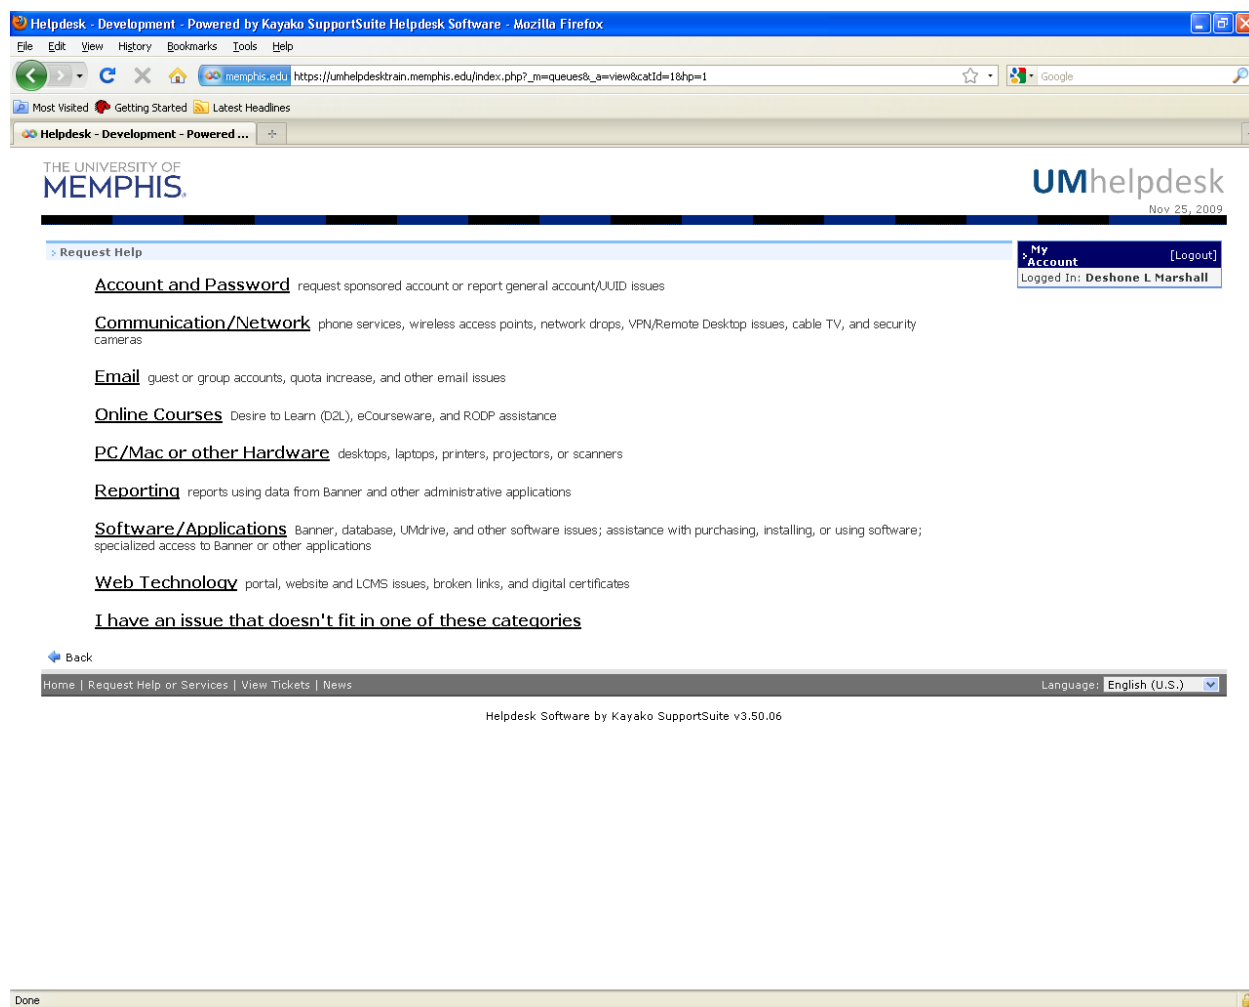 Helpdesk - Development - Powered by Kayako SupportSuite Helpdesk Software - Mozilla Firefox
File Edit View History Bookmarks Tools Help
memphis.edu https://umhelpdesktrain.memphis.edu/index.php?_m=queues&_a=view&catId=1&hp=1 Google
Most Visited Getting Started Latest Headlines
Helpdesk - Development - Powered ...
THE UNIVERSITY OF
MEMPHIS.
UMhelpdesk
Nov 25, 2009
Request Help
My Account [Logout]
Logged In: Deshone L Marshall
Account and Password request sponsored account or report general account/UUID issues
Communication/Network phone services, wireless access points, network drops, VPN/Remote Desktop issues, cable TV, and security
cameras
Email guest or group accounts, quota increase, and other email issues
Online Courses Desire to Learn (D2L), eCourseware, and RODP assistance
PC/Mac or other Hardware desktops, laptops, printers, projectors, or scanners
Reporting reports using data from Banner and other administrative applications
Software/Applications Banner, database, UMdrive, and other software issues; assistance with purchasing, installing, or using software;
specialized access to Banner or other applications
Web Technology portal, website and LCMS issues, broken links, and digital certificates
I have an issue that doesn't fit in one of these categories
Back
Home | Request Help or Services | View Tickets | News
Language: English (U.S.)
Helpdesk Software by Kayako SupportSuite v3.50.06
Done